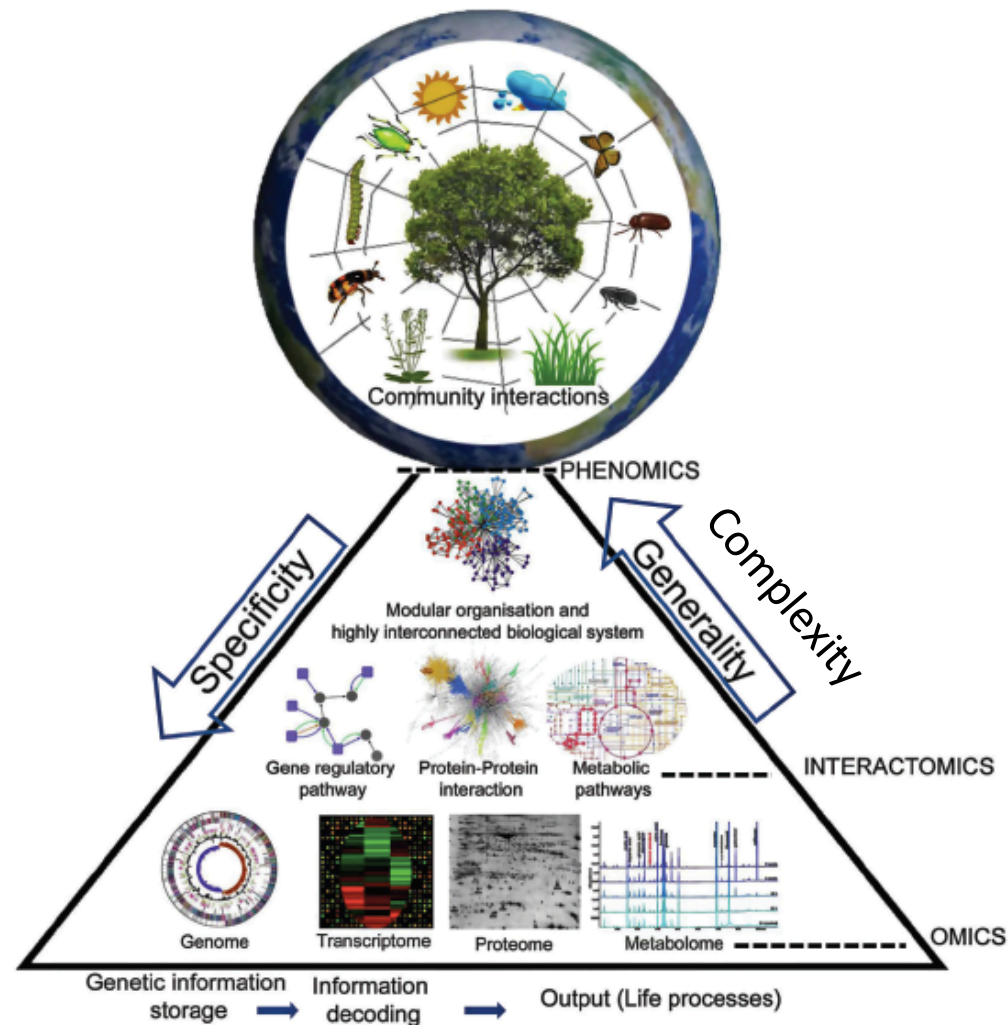 Community interactions
PHENOMICS
Specificity
Generality
Complexity
Modular organisation and
highly interconnected biological system
Gene regulatory
pathway
Protein-Protein
interaction
Metabolic
pathways
INTERACTOMICS
Genome
Transcriptome
Proteome
Metabolome
OMICS
Genetic information
storage
Information
decoding
Output (Life processes)